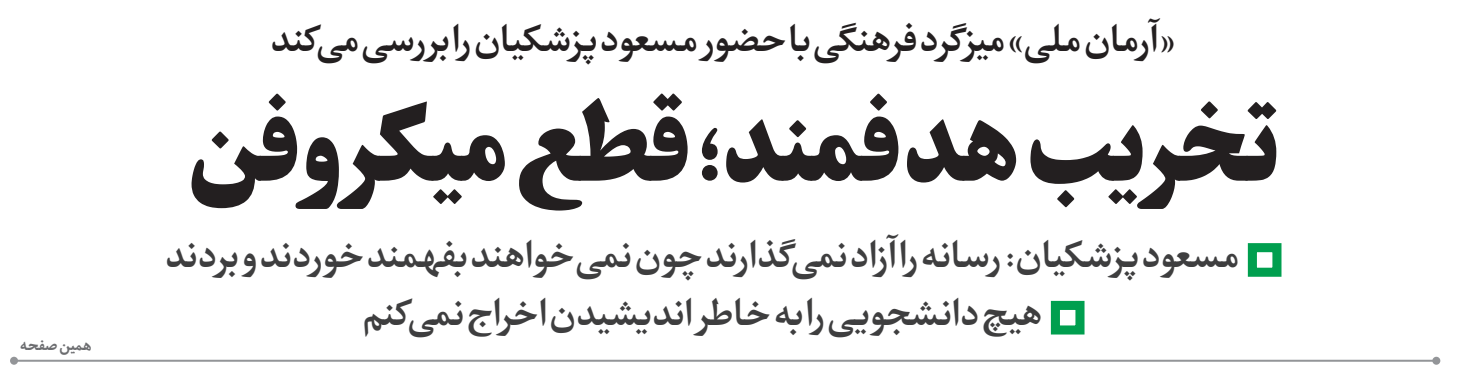 «آرمان ملی» میزگرد فرهنگی با حضور مسعود پزشکیان را بررسی می‌کند
تخریب هدفمند؛ قطع میکروفن
مسعود پزشکیان: رسانه را آزاد نمی‌گذارند چون نمی خواهند بفهمند خوردند و بردند
هیچ دانشجویی را به خاطر اندیشیدن اخراج نمی‌کنم
همین صفحه